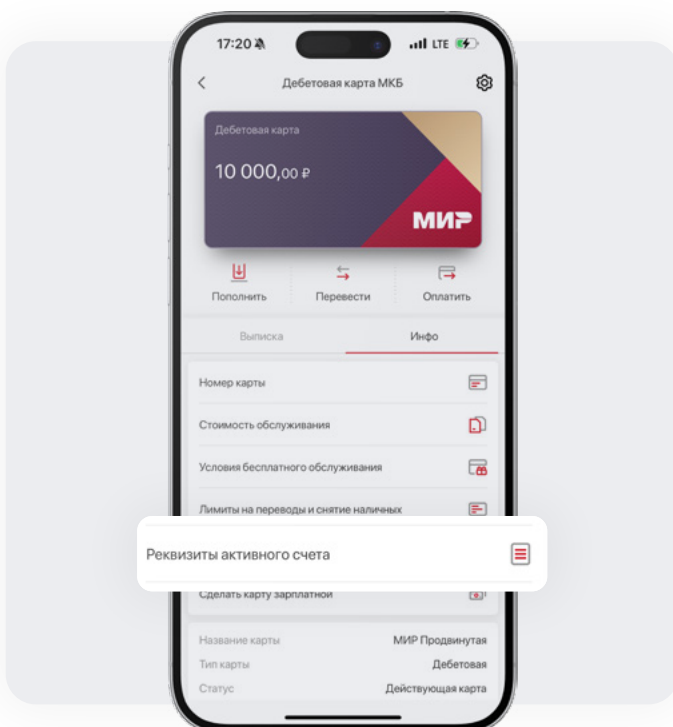 17:20
LTE
Дебетовая карта МКБ
Дебетовая карта
10 000,00 ₽
МИР
Пополнить
Перевести
Оплатить
Выписка
Инфо
Номер карты
Стоимость обслуживания
Условия бесплатного обслуживания
Лимиты на переводы и снятие наличных
Реквизиты активного счета
Сделать карту зарплатной
Название карты
МИР Продвинутая
Тип карты
Дебетовая
Статус
Действующая карта